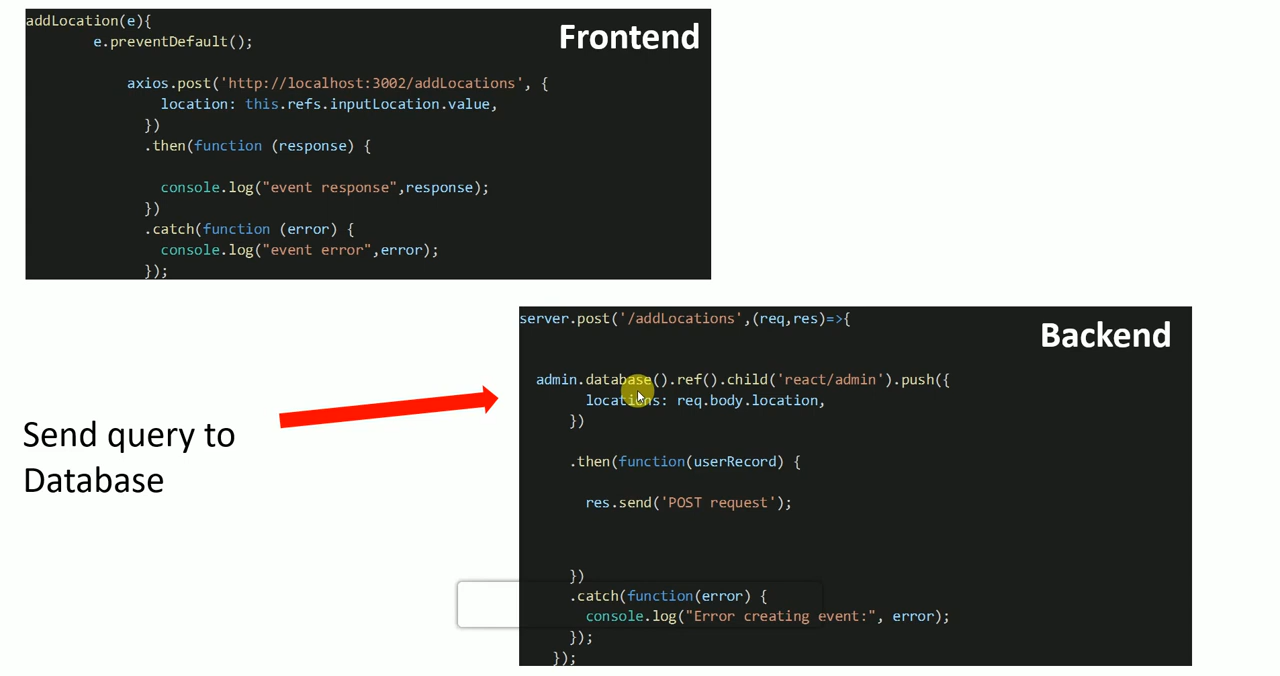 addLocation(e){
e.preventDefault();
Frontend
axios.post('http://localhost:3002/addLocations', {
location: this.refs.inputLocation.value,
})
.then(function (response) {
console.log("event response",response);
})
.catch(function (error) {
console.log("event error",error);
});
server.post('/addLocations',(req,res)=>{
Backend
admin.database().ref().child('react/admin').push({
locations: req.body.location,
})
Send query to
Database
.then(function(userRecord) {
res.send('POST request');
})
.catch(function(error) {
console.log("Error creating event:", error);
});
});